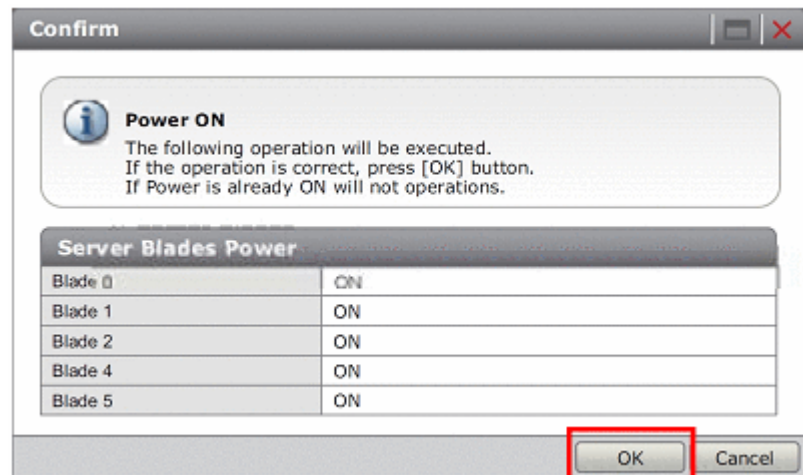 Confirm
Power ON
The following operation will be executed.
If the operation is correct, press [OK] button.
If Power is already ON will not operations.
Server Blades Power
Blade 0 ON
Blade 1 ON
Blade 2 ON
Blade 4 ON
Blade 5 ON
OK Cancel